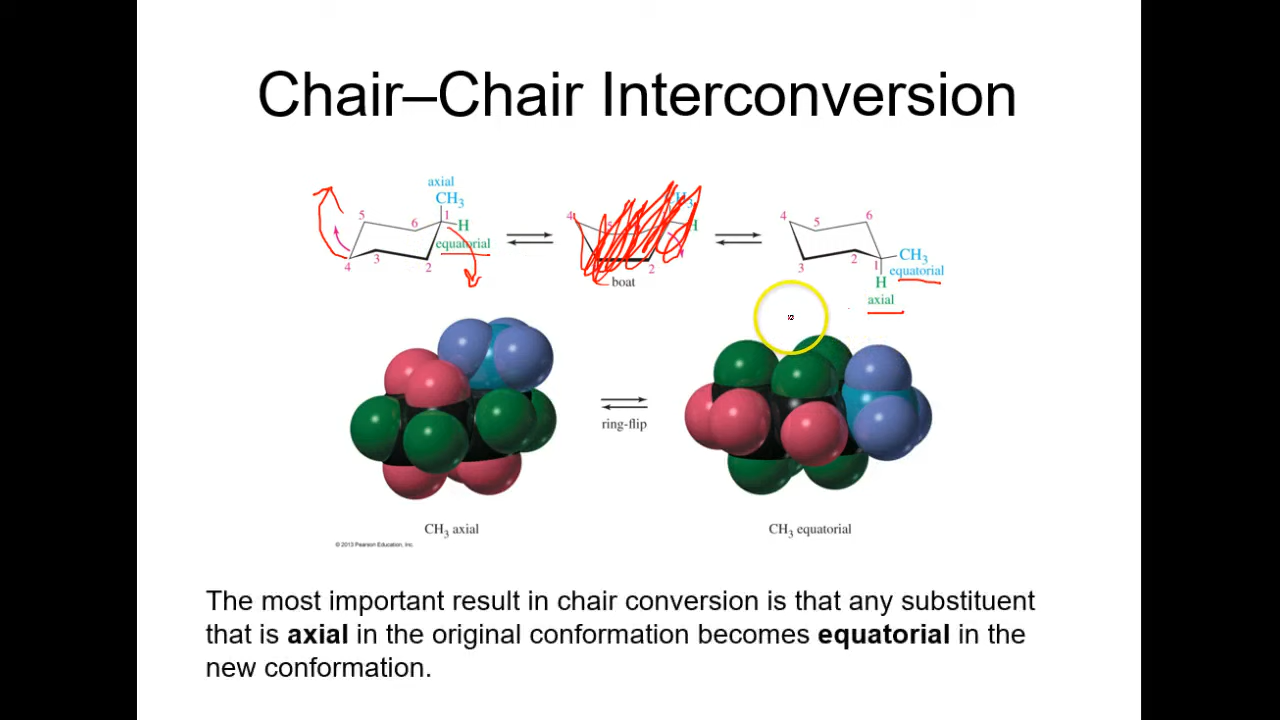 Chair–Chair Interconversion
axial
CH3
5 6 1 H
equatorial
4 3 2
4 5 H
2
boat
4 5 6
3 2 1 CH3
equatorial
H
axial
ring-flip
CH3 axial
CH3 equatorial
© 2013 Pearson Education, Inc.
The most important result in chair conversion is that any substituent
that is axial in the original conformation becomes equatorial in the
new conformation.